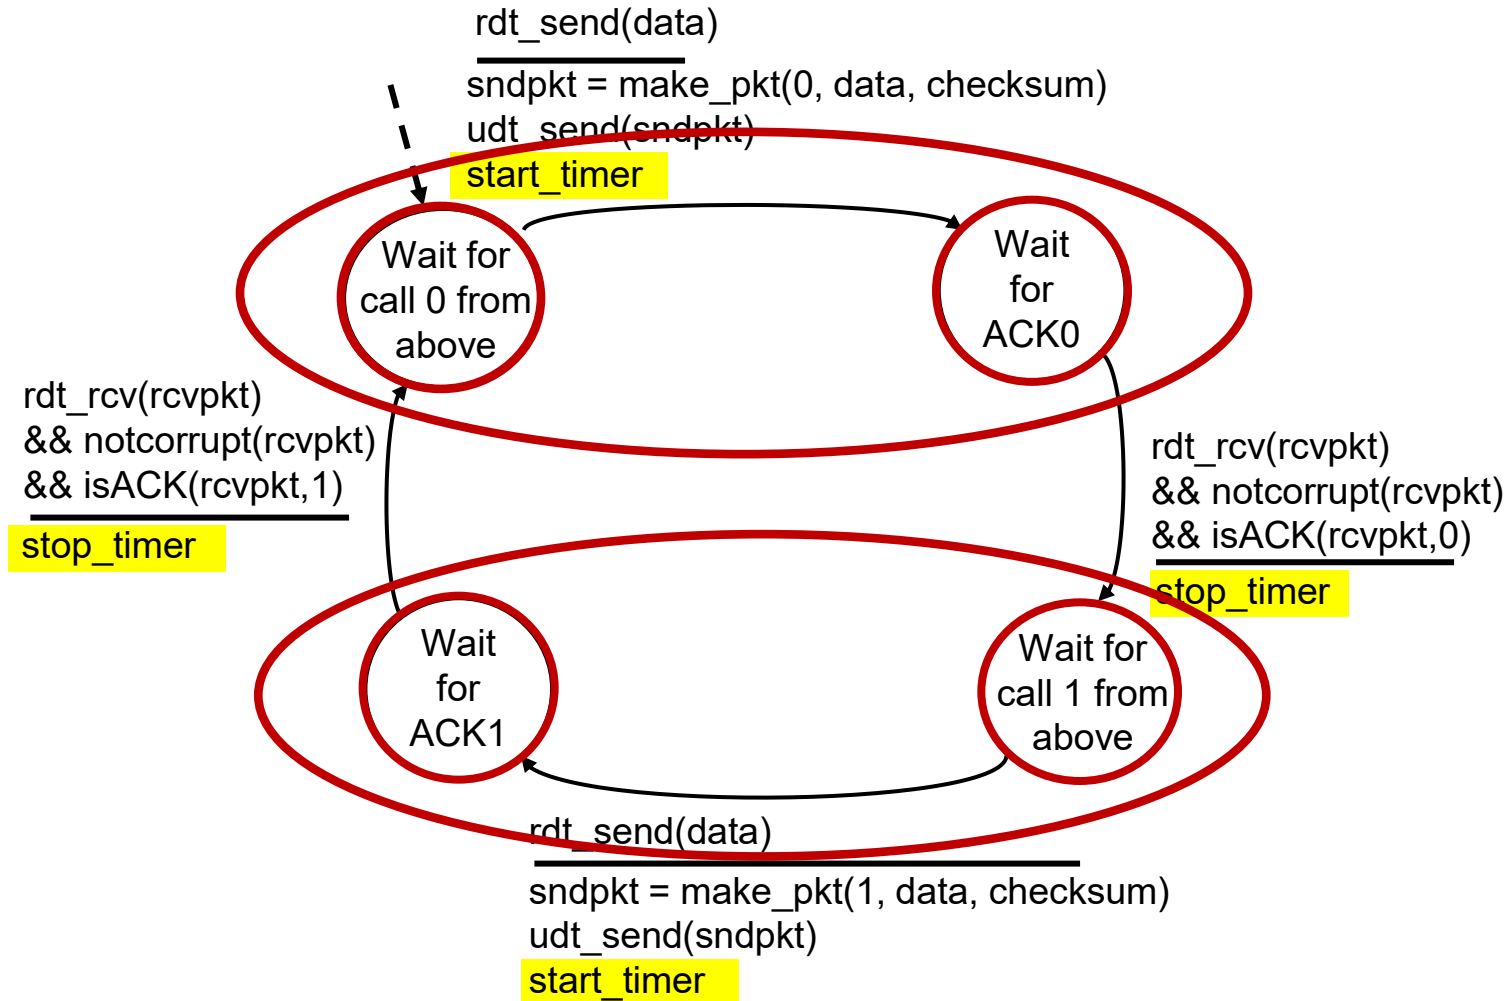 rdt_send(data)
sndpkt = make_pkt(0, data, checksum)
udt_send(sndpkt)
start_timer
Wait for
call 0 from
above
Wait
for
ACK0
rdt_rcv(rcvpkt)
&& notcorrupt(rcvpkt)
&& isACK(rcvpkt,1)
stop_timer
rdt_rcv(rcvpkt)
&& notcorrupt(rcvpkt)
&& isACK(rcvpkt,0)
stop_timer
Wait
for
ACK1
Wait for
call 1 from
above
rdt_send(data)
sndpkt = make_pkt(1, data, checksum)
udt_send(sndpkt)
start_timer